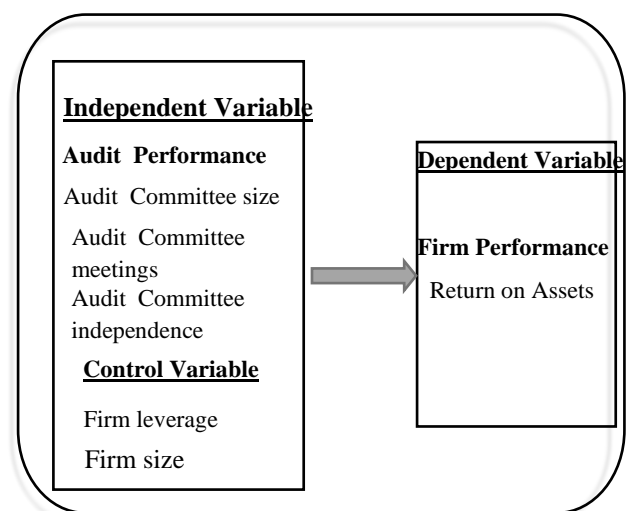 Independent Variable
Audit Performance
Audit Committee size
Audit Committee
meetings
Audit Committee
independence
Control Variable
Firm leverage
Firm size
Dependent Variable
Firm Performance
Return on Assets